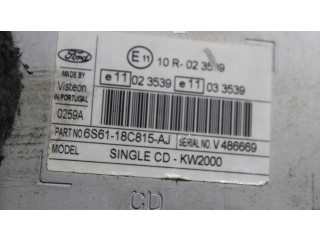 Ford
E11 10 R-02 3539
e11 02 3539 e11 03 3539
MADE BY
Visteon
IN PORTUGAL
0259A
PART NO 6S61-18C815-AJ SERIAL NO. V 486669
MODEL SINGLE CD - KW2000
CD